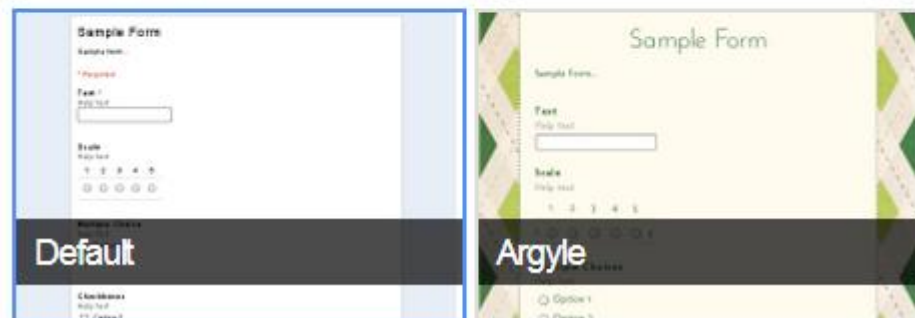 Sample Form
Sample form...
* Required
Text *
Help text
Scale
Help text
1 2 3 4 5
Multiple Choice
Default
Checkboxes
Help text
Sample Form
Sample Form...
Text
Help text
Scale
Help text
1 2 3 4 5
Argyle
Option 1